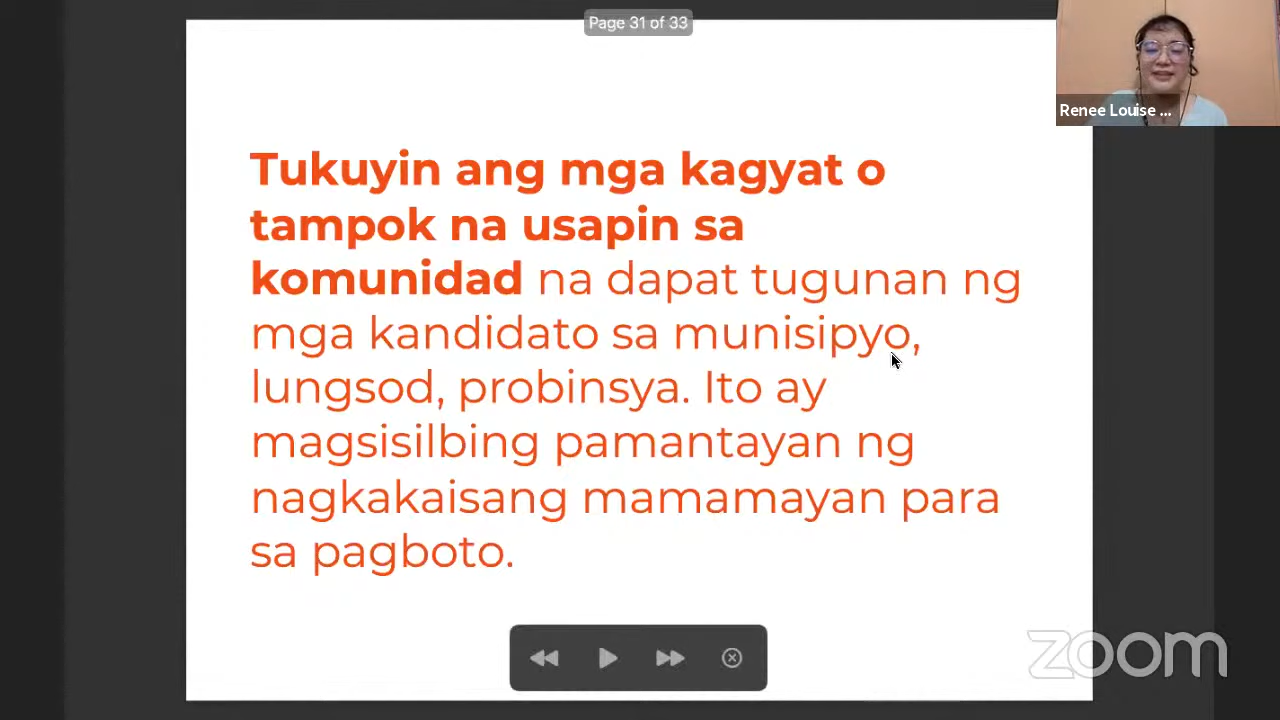 Page 31 of 33
Renee Louise ...
Tukuyin ang mga kagyat o
tampok na usapin sa
komunidad na dapat tugunan ng
mga kandidato sa munisipyo,
lungsod, probinsya. Ito ay
magsisilbing pamantayan ng
nagkakaisang mamamayan para
sa pagboto.
zoom